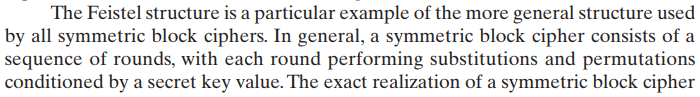 The Feistel structure is a particular example of the more general structure used
by all symmetric block ciphers. In general, a symmetric block cipher consists of a
sequence of rounds, with each round performing substitutions and permutations
conditioned by a secret key value. The exact realization of a symmetric block cipher